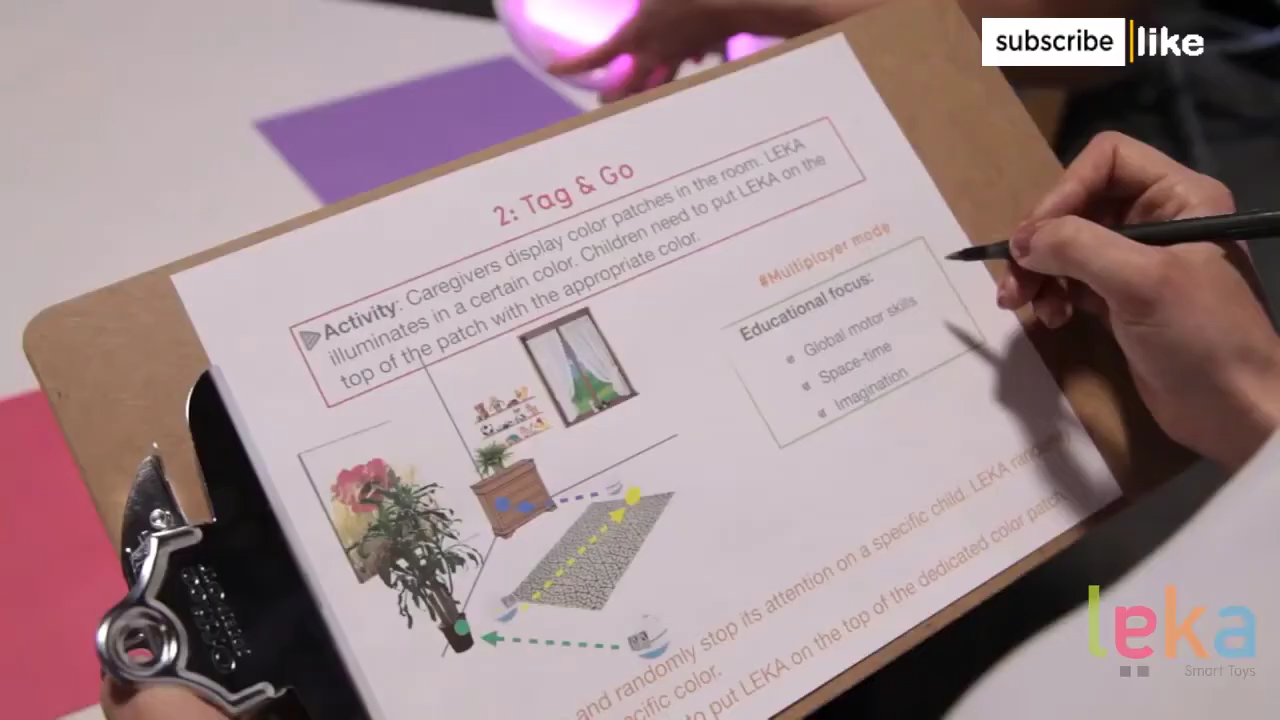 subscribe like
2: Tag & Go
Activity: Caregivers display color patches in the room. LEKA
illuminates in a certain color. Children need to put LEKA on the
top of the patch with the appropriate color.
#Multiplayer mode
Educational focus:
Global motor skills
Space-time
Imagination
and randomly stop its attention on a specific child. LEKA
specific color.
to put LEKA on the top of the dedicated color patch
leka
Smart Toys